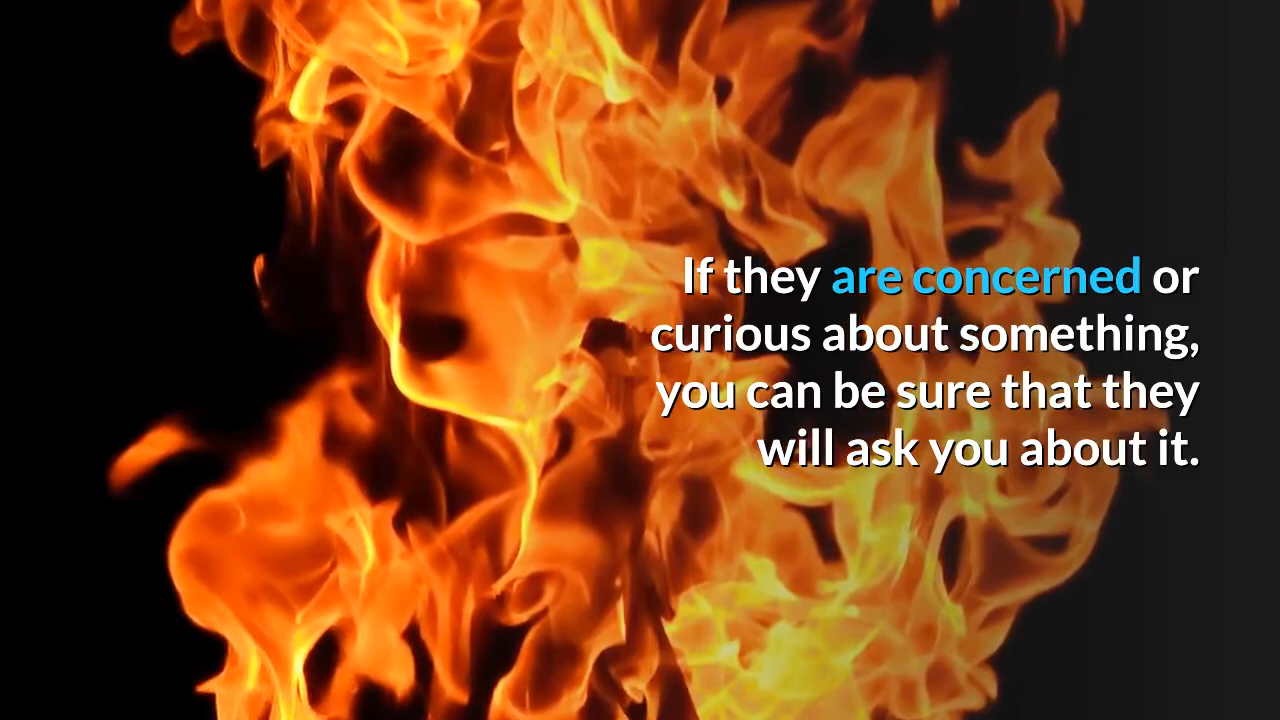 If they are concerned or
curious about something,
you can be sure that they
will ask you about it.